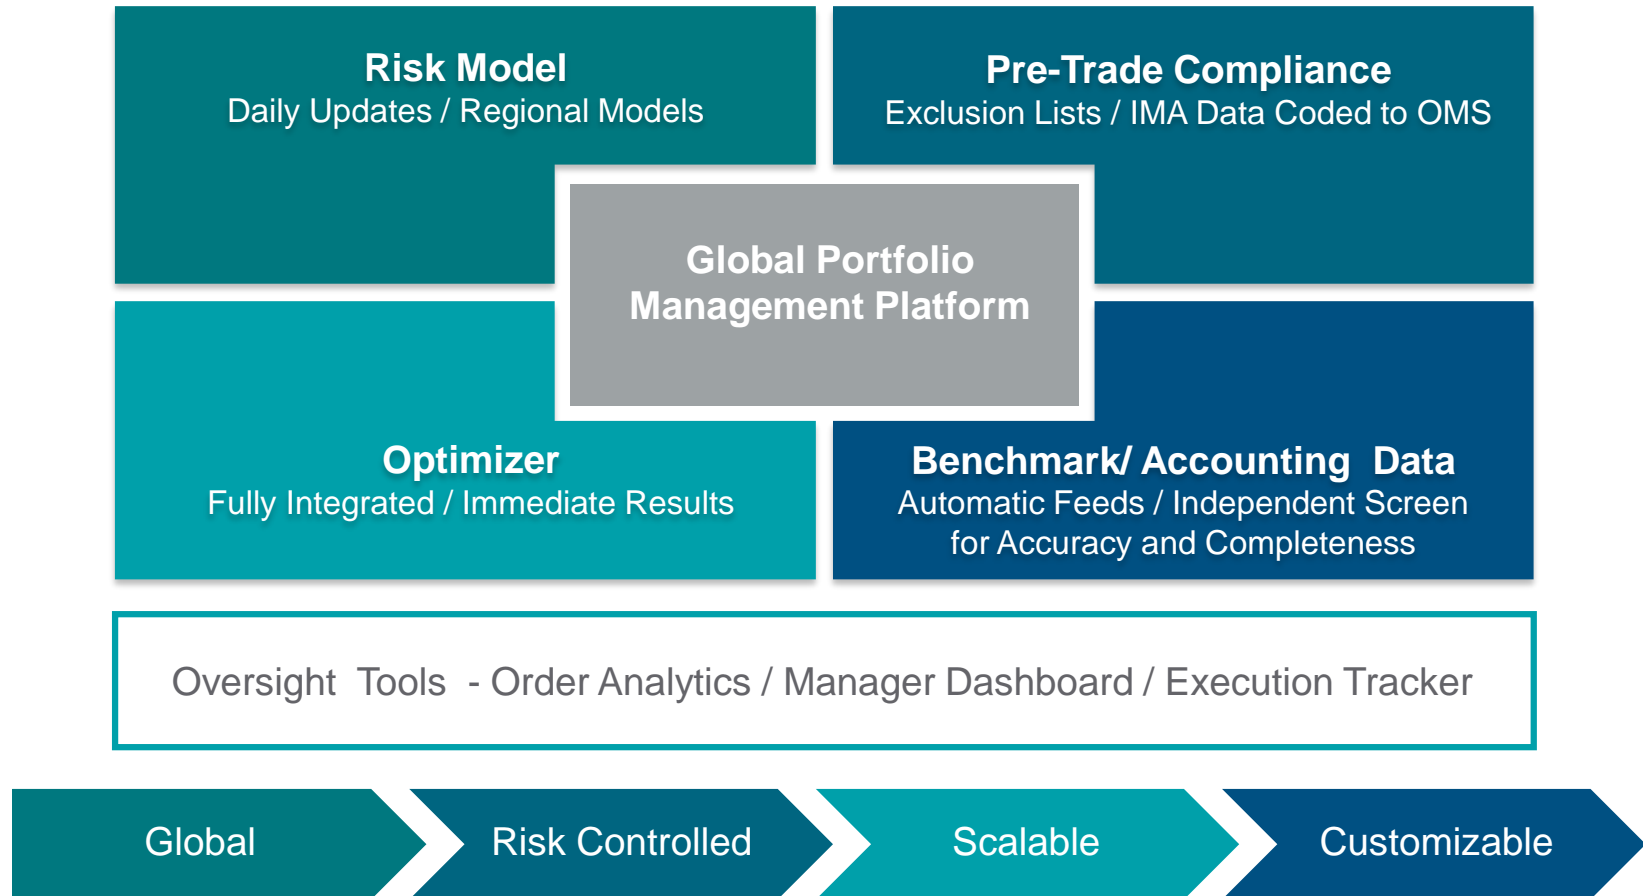 Risk Model
Daily Updates / Regional Models
Pre-Trade Compliance
Exclusion Lists / IMA Data Coded to OMS
Global Portfolio
Management Platform
Optimizer
Fully Integrated / Immediate Results
Benchmark/ Accounting Data
Automatic Feeds / Independent Screen
for Accuracy and Completeness
Oversight Tools - Order Analytics / Manager Dashboard / Execution Tracker
Global
Risk Controlled
Scalable
Customizable